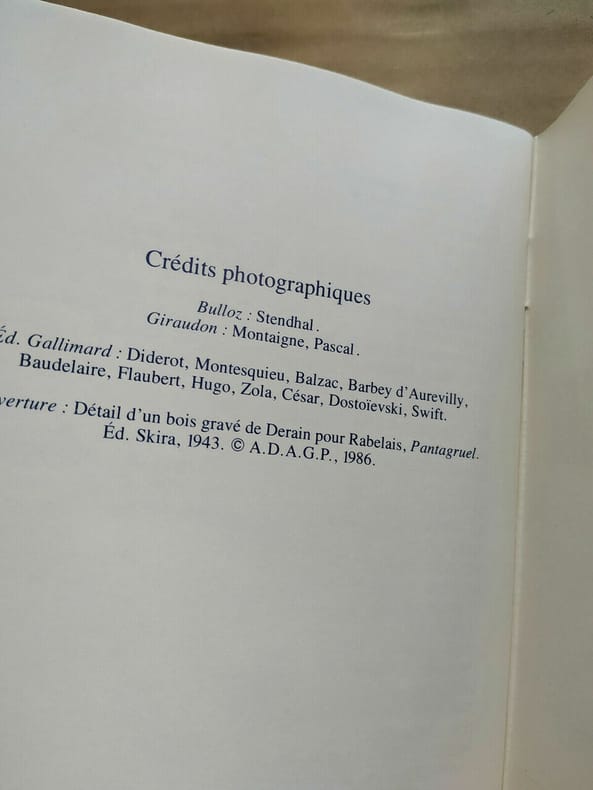 Crédits photographiques
Bulloz : Stendhal.
Giraudon : Montaigne, Pascal.
Éd. Gallimard : Diderot, Montesquieu, Balzac, Barbey d'Aurevilly,
Baudelaire, Flaubert, Hugo, Zola, César, Dostoïevski, Swift.
verture : Détail d'un bois gravé de Derain pour Rabelais, Pantagruel.
Éd. Skira, 1943. © A.D.A.G.P., 1986.